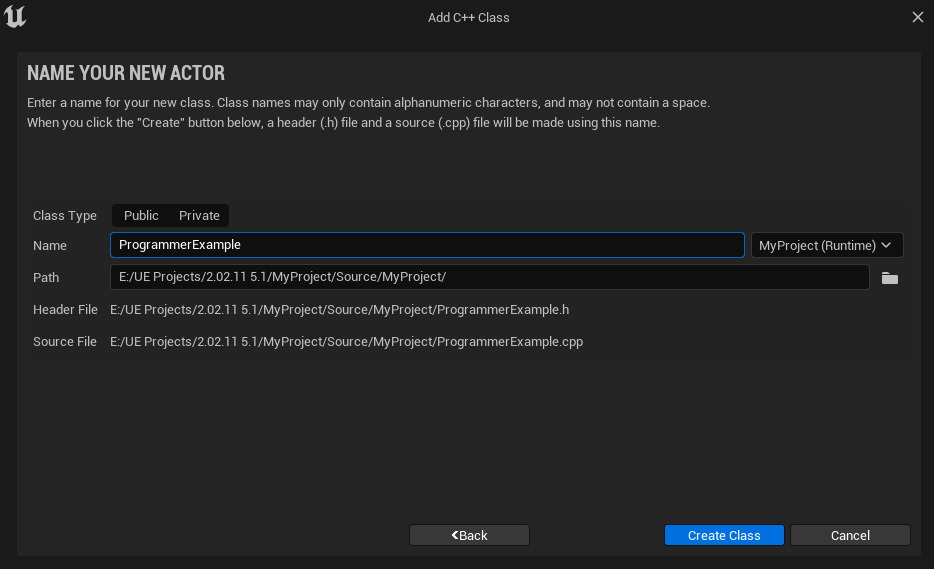 Add C++ Class
NAME YOUR NEW ACTOR
Enter a name for your new class. Class names may only contain alphanumeric characters, and may not contain a space.
When you click the "Create" button below, a header (.h) file and a source (.cpp) file will be made using this name.
Class Type Public Private
Name ProgrammerExample MyProject (Runtime)
Path E:/UE Projects/2.02.11 5.1/MyProject/Source/MyProject/
Header File E:/UE Projects/2.02.11 5.1/MyProject/Source/MyProject/ProgrammerExample.h
Source File E:/UE Projects/2.02.11 5.1/MyProject/Source/MyProject/ProgrammerExample.cpp
Back Create Class Cancel